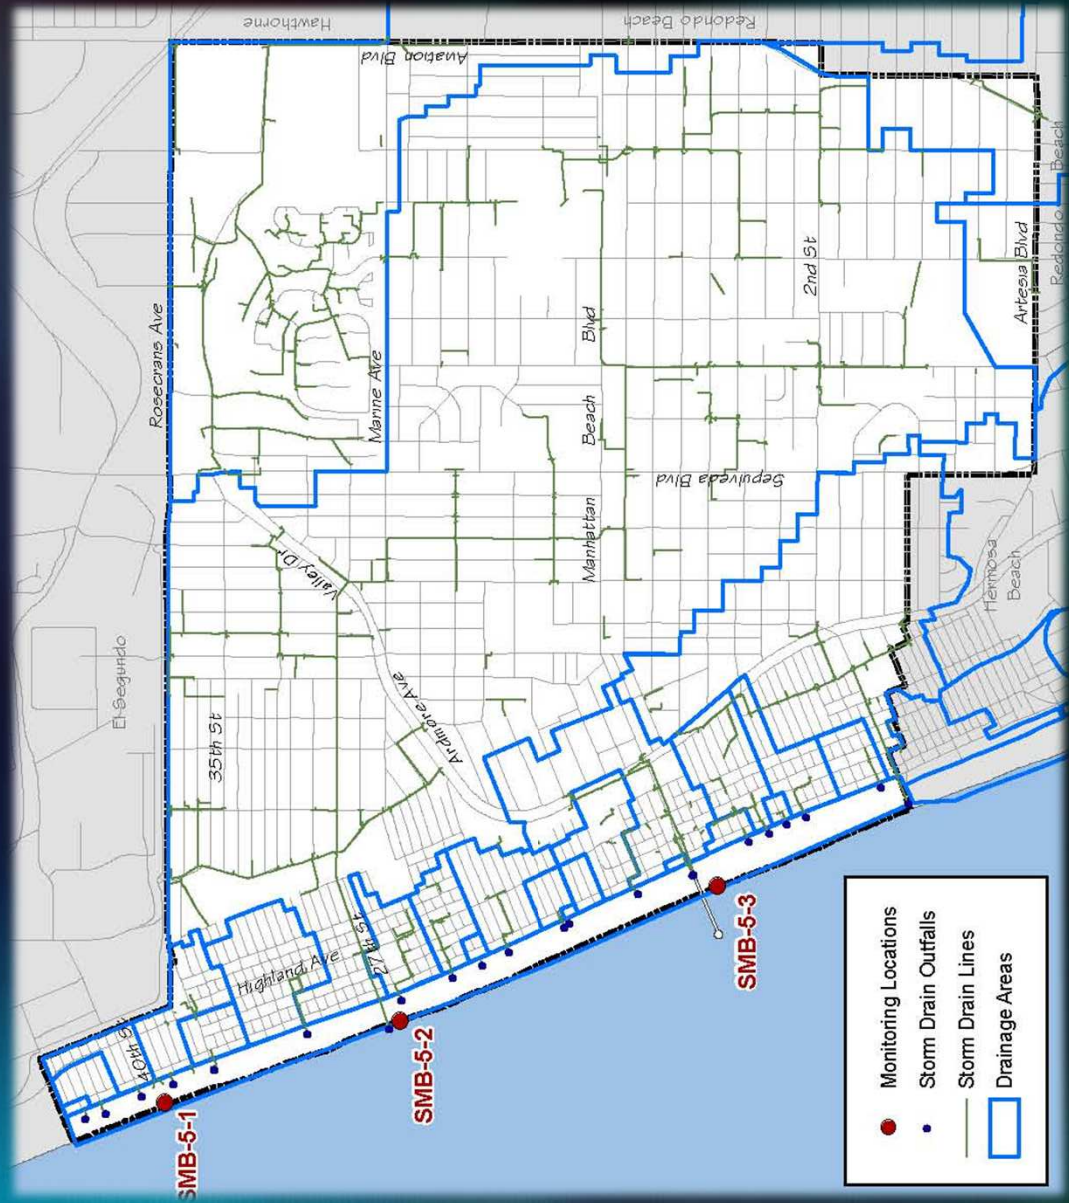 Hawthorne
Redondo Beach
Aviation Blvd
Rosecrans Ave
Marine Ave
Manhattan Beach Blvd
2nd St
Artesia Blvd
Redondo Beach
Sepulveda Blvd
El Segundo
Valley Dr
35th St
Ardmore Ave
Hermosa
Beach
Highland Ave
27th St
40th St
SMB-5-1
SMB-5-2
SMB-5-3
Monitoring Locations
Storm Drain Outfalls
Storm Drain Lines
Drainage Areas